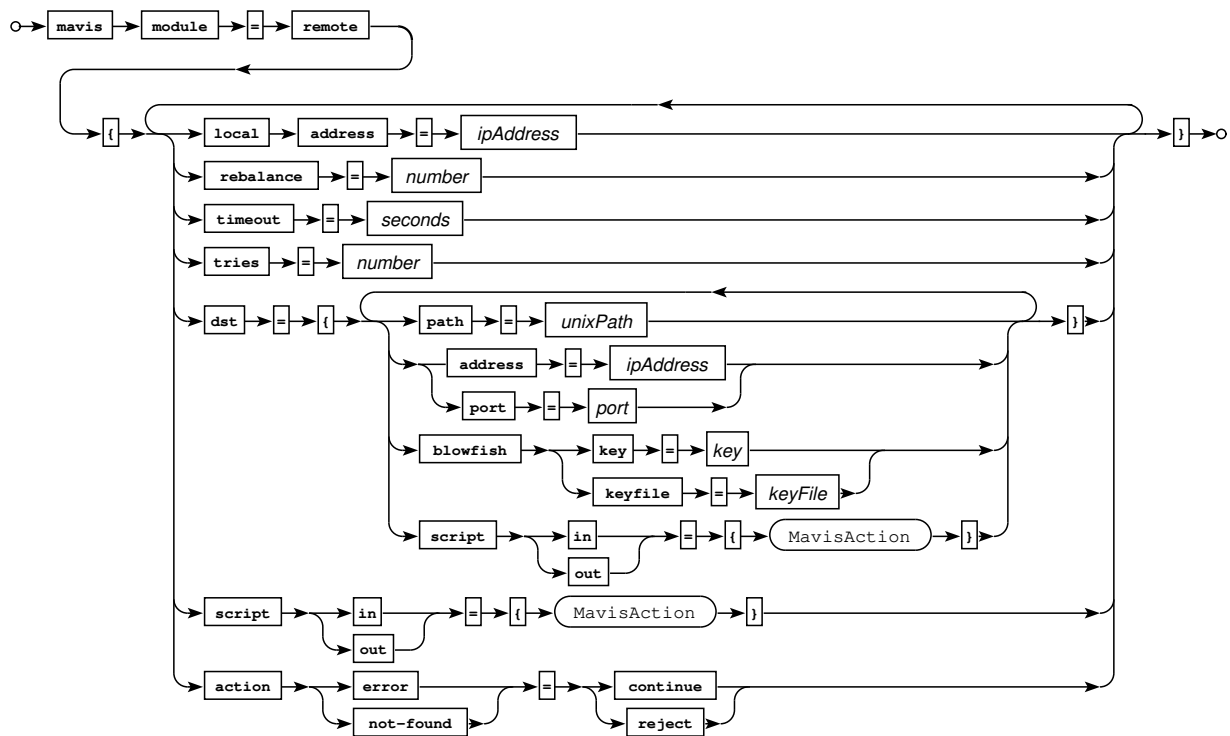 mavis module = remote
{ local address = ipAddress }
rebalance = number
timeout = seconds
tries = number
dst = { path = unixPath }
address = ipAddress
port = port
blowfish key = key
keyfile = keyFile
script in = { MavisAction }
out
script in = { MavisAction }
out
action error = continue
not-found reject